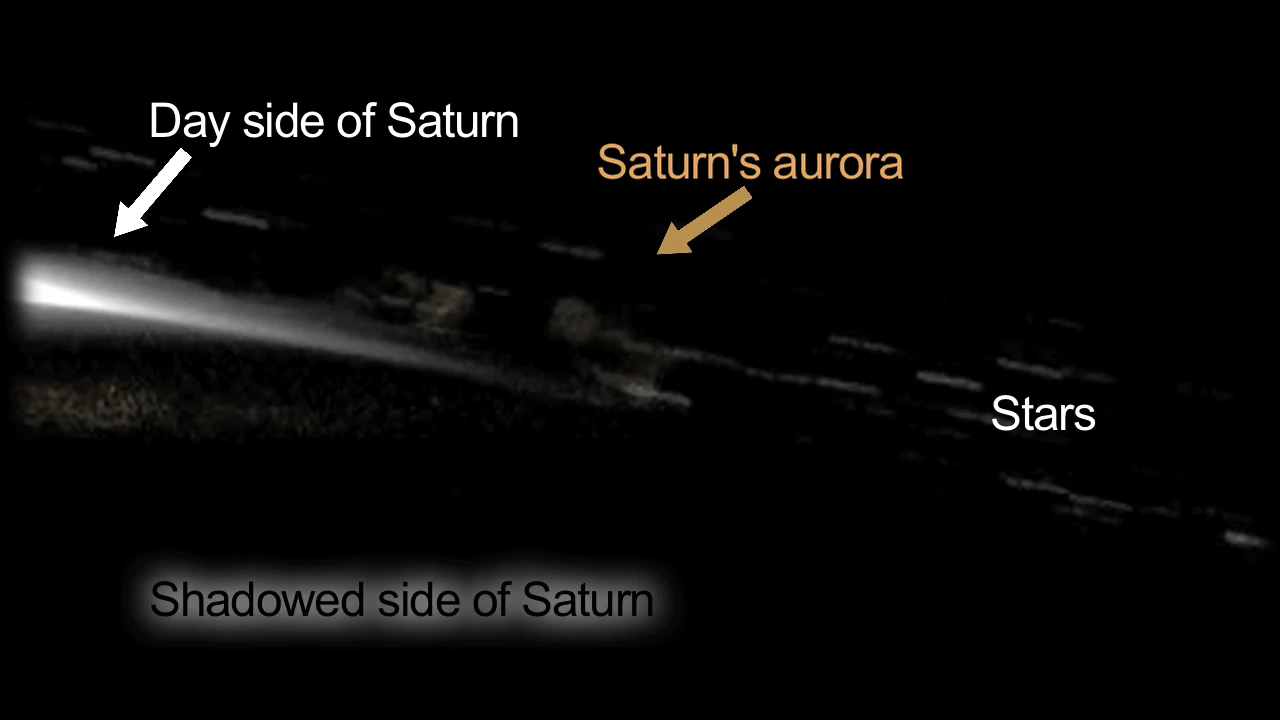 Day side of Saturn
Saturn's aurora
Stars
Shadowed side of Saturn